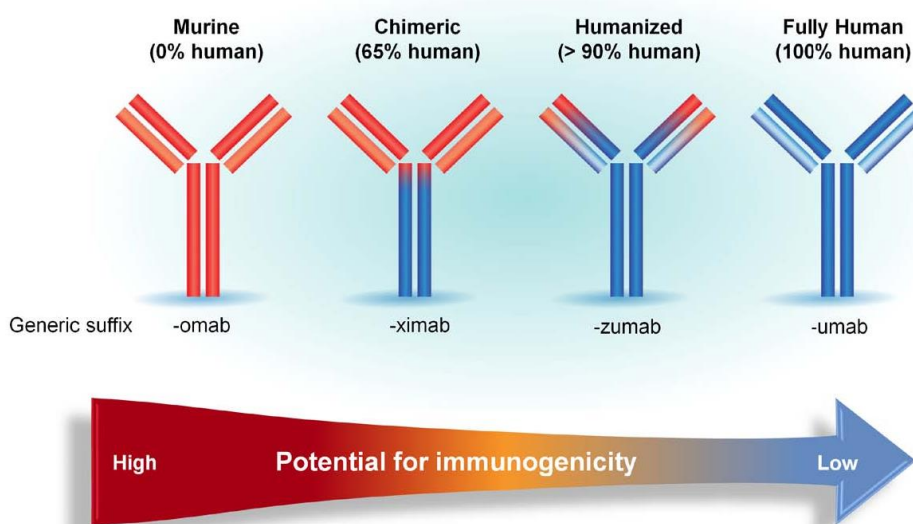 Murine
(0% human)
Chimeric
(65% human)
Humanized
(> 90% human)
Fully Human
(100% human)
Generic suffix
-omab
-ximab
-zumab
-umab
High
Potential for immunogenicity
Low